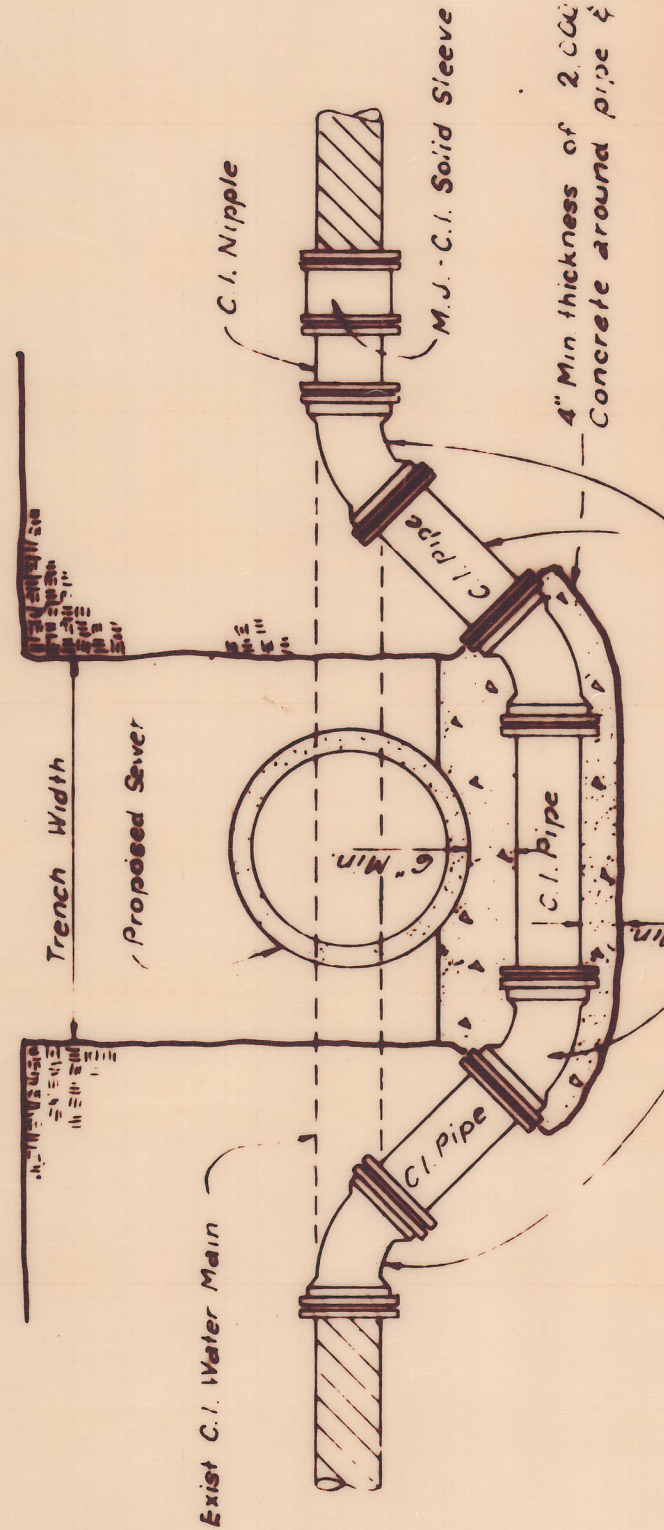 Trench Width
Proposed Sewer
Exist C.I. Water Main
C.I. Nipple
M.J. - C.I. Solid Sleeve
6" Min.
C.I. Pipe
C.I. Pipe
C.I. Pipe
4" Min thickness of
Concrete around pipe &
Min